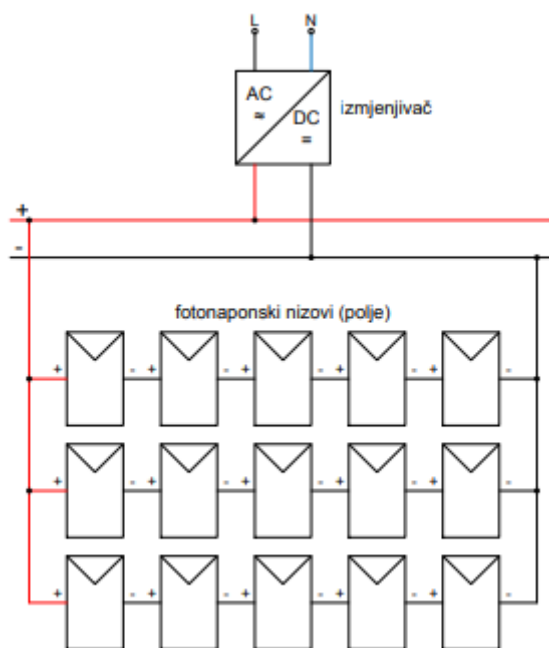 L N
AC
≈
DC
=
izmjenjivač
+
-
fotonaponski nizovi (polje)
+ - + - + - + - + -
+ - + - + - + - + -
+ - + - + - + - + -